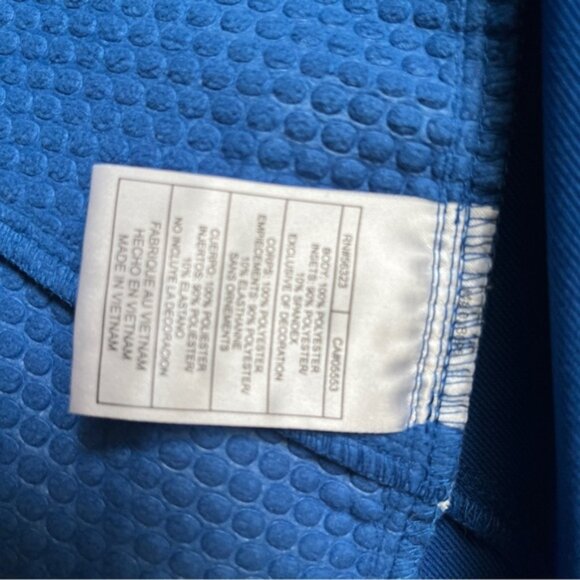 RN#56323 CA#05553
BODY: 100% POLYESTER
INSETS: 90% POLYESTER/
10% SPANDEX
EXCLUSIVE OF DECORATION
CORPS: 100% POLYESTER
EMPIECEMENTS: 90% POLYESTER/
10% ELASTHANNE
SANS ORNEMENTS
CUERPO: 100% POLIESTER
INJERTOS: 90% POLIESTER/
10% ELASTANO
NO INCLUYE LA DECORACION
FABRIQUE AU VIETNAM
HECHO EN VIETNAM
MADE IN VIETNAM